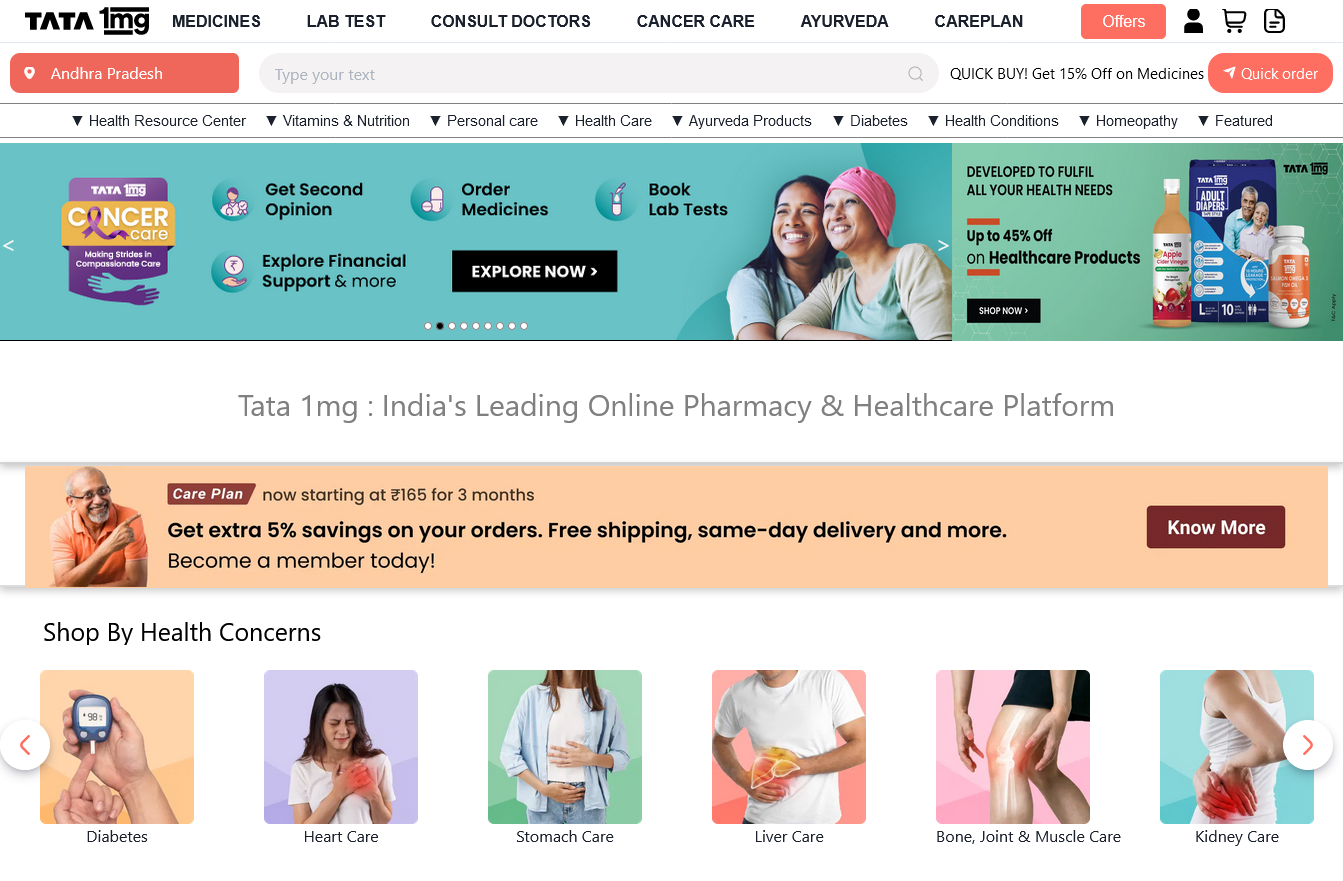 TATA 1mg MEDICINES LAB TEST CONSULT DOCTORS CANCER CARE AYURVEDA CAREPLAN Offers
Andhra Pradesh Type your text QUICK BUY! Get 15% Off on Medicines Quick order
▼ Health Resource Center ▼ Vitamins & Nutrition ▼ Personal care ▼ Health Care ▼ Ayurveda Products ▼ Diabetes ▼ Health Conditions ▼ Homeopathy ▼ Featured
TATA 1mg
CANCER
care
Making Strides in
Compassionate Care
Get Second
Opinion
Order
Medicines
Book
Lab Tests
Explore Financial
Support & more
EXPLORE NOW >
< >
DEVELOPED TO FULFIL
ALL YOUR HEALTH NEEDS
Up to 45% Off
on Healthcare Products
SHOP NOW >
TATA 1mg
TATA 1mg
Apple
Cider Vinegar
TATA 1mg
ADULT
DIAPERS
L 10
TATA
1mg
SALMON OMEGA 3
FISH OIL
T&C Apply
Tata 1mg : India's Leading Online Pharmacy & Healthcare Platform
Care Plan now starting at ₹165 for 3 months
Get extra 5% savings on your orders. Free shipping, same-day delivery and more.
Become a member today!
Know More
Shop By Health Concerns
98
Diabetes Heart Care Stomach Care Liver Care Bone, Joint & Muscle Care Kidney Care